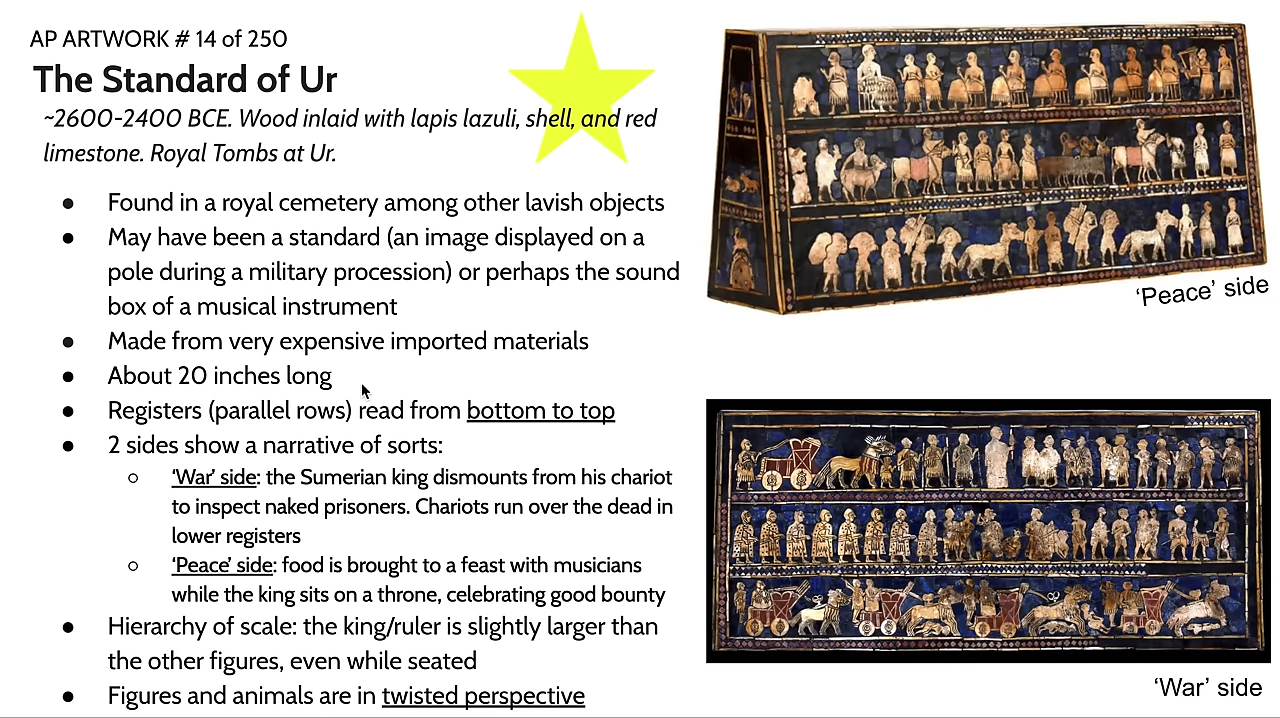 AP ARTWORK # 14 of 250
The Standard of Ur
~2600-2400 BCE. Wood inlaid with lapis lazuli, shell, and red
limestone. Royal Tombs at Ur.
● Found in a royal cemetery among other lavish objects
● May have been a standard (an image displayed on a
pole during a military procession) or perhaps the sound
box of a musical instrument
● Made from very expensive imported materials
● About 20 inches long
● Registers (parallel rows) read from bottom to top
● 2 sides show a narrative of sorts:
○ ‘War’ side: the Sumerian king dismounts from his chariot
to inspect naked prisoners. Chariots run over the dead in
lower registers
○ ‘Peace’ side: food is brought to a feast with musicians
while the king sits on a throne, celebrating good bounty
● Hierarchy of scale: the king/ruler is slightly larger than
the other figures, even while seated
● Figures and animals are in twisted perspective
‘Peace’ side
‘War’ side